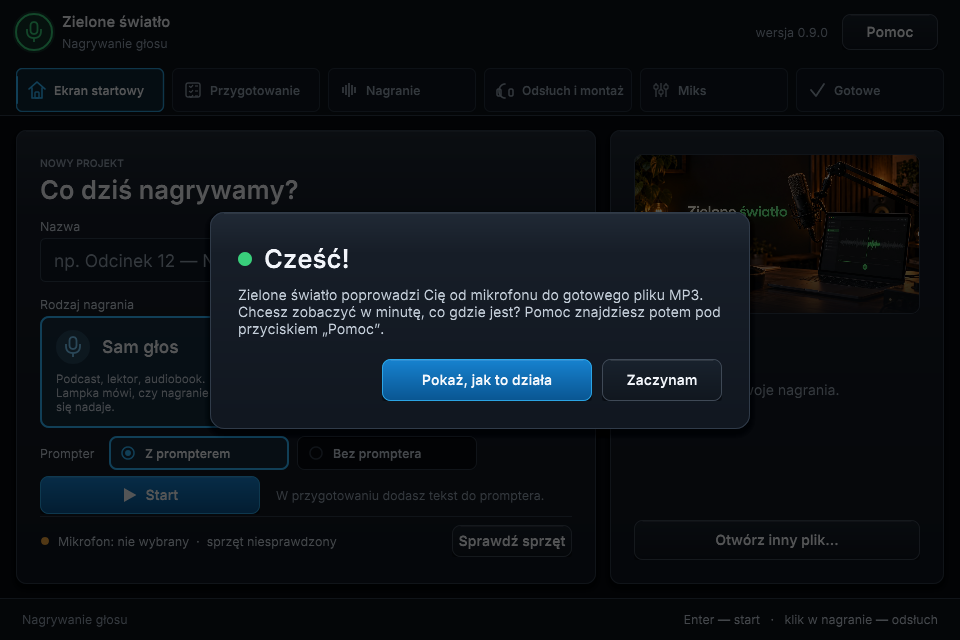 Zielone światło
Nagrywanie głosu
wersja 0.9.0
Pomoc
Ekran startowy
Przygotowanie
Nagranie
Odsłuch i montaż
Miks
Gotowe
NOWY PROJEKT
Co dziś nagrywamy?
Nazwa
np. Odcinek 12 —
Rodzaj nagrania
Sam głos
Podcast, lektor, audiobook.
Lampka mówi, czy nagranie
się nadaje.
Prompter
Z prompterem
Bez promptera
Start
W przygotowaniu dodasz tekst do promptera.
Mikrofon: nie wybrany · sprzęt niesprawdzony
Sprawdź sprzęt
Zielone światło
Cześć!
Zielone światło poprowadzi Cię od mikrofonu do gotowego pliku MP3.
Chcesz zobaczyć w minutę, co gdzie jest? Pomoc znajdziesz potem pod
przyciskiem „Pomoc”.
Pokaż, jak to działa
Zaczynam
nagrania.
Otwórz inny plik...
Nagrywanie głosu
Enter — start · klik w nagranie — odsłuch